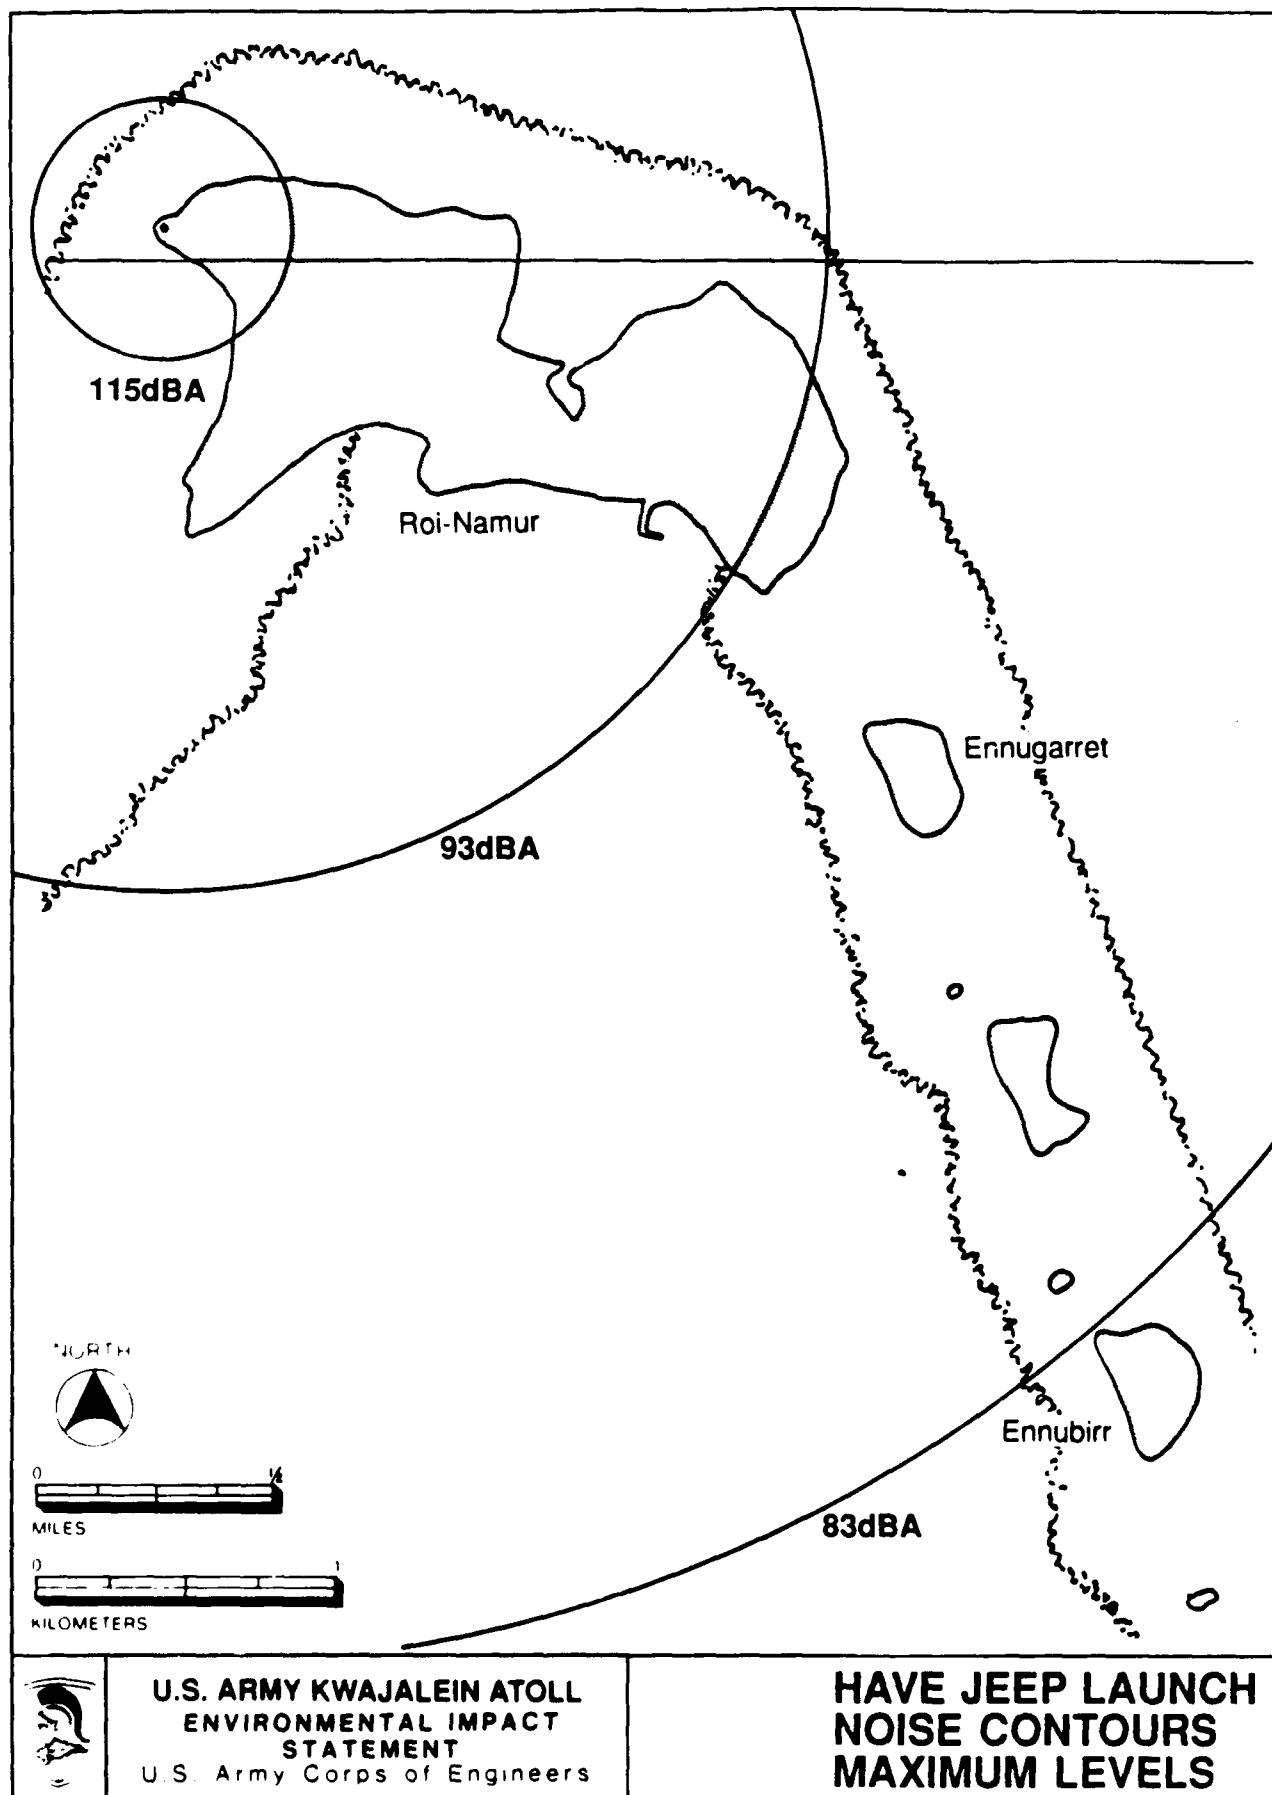 115dBA
Roi-Namur
Ennugarret
93dBA
NORTH
Ennubirr
0 ½
MILES
83dBA
0 1
KILOMETERS
U.S. ARMY KWAJALEIN ATOLL
ENVIRONMENTAL IMPACT
STATEMENT
U.S. Army Corps of Engineers
HAVE JEEP LAUNCH
NOISE CONTOURS
MAXIMUM LEVELS